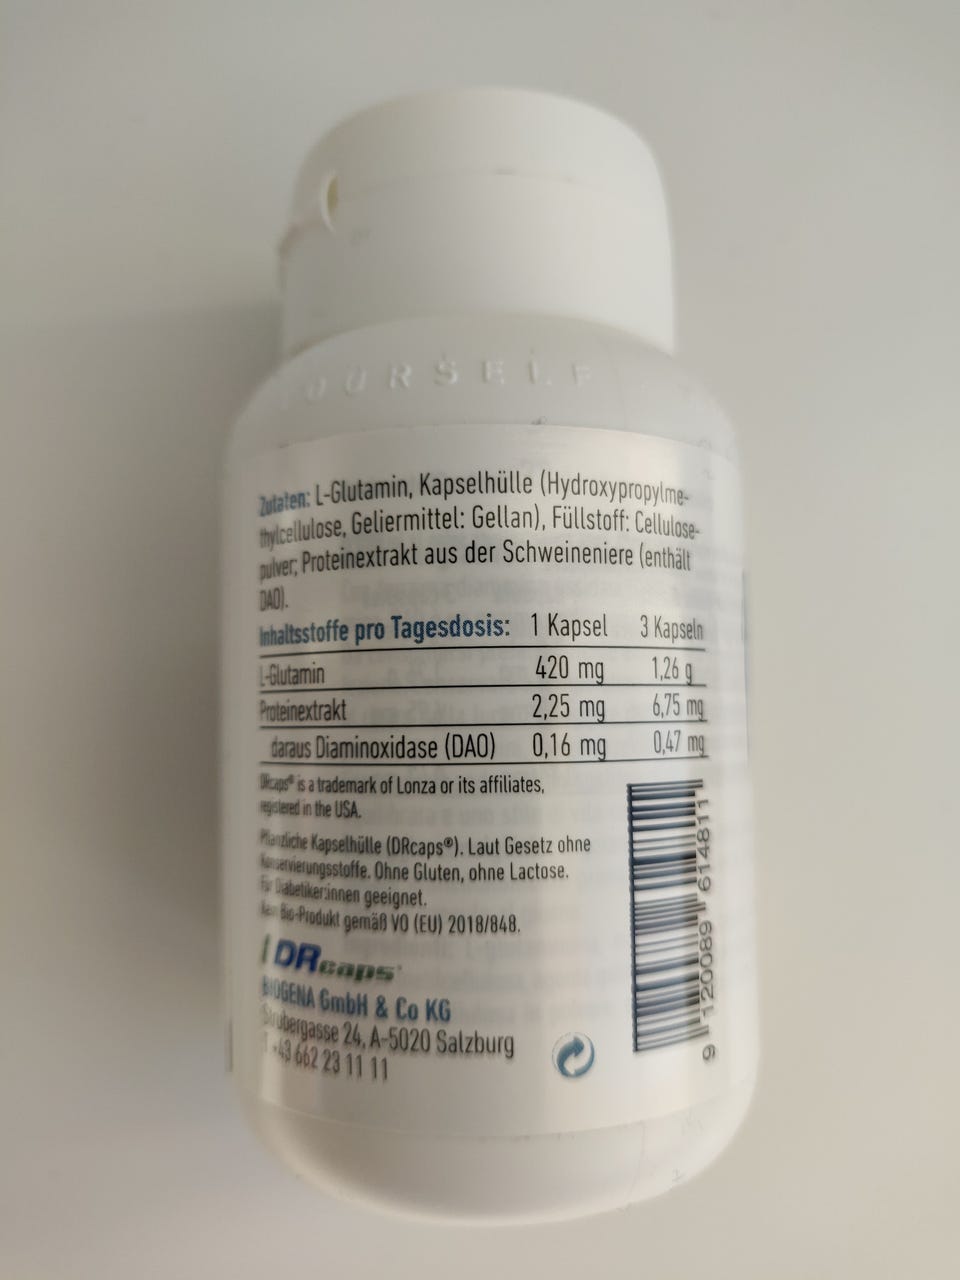 OURSELF
Zutaten: L-Glutamin, Kapselhülle (Hydroxypropylme-
thylcellulose, Geliermittel: Gellan), Füllstoff: Cellulose-
pulver; Proteinextrakt aus der Schweineniere (enthält
DAO).
Inhaltsstoffe pro Tagesdosis: 1 Kapsel 3 Kapseln
L-Glutamin 420 mg 1,26 g
Proteinextrakt 2,25 mg 6,75 mg
daraus Diaminoxidase (DAO) 0,16 mg 0,47 mg
DRcaps® is a trademark of Lonza or its affiliates,
registered in the USA.
Pflanzliche Kapselhülle (DRcaps®). Laut Gesetz ohne
Konservierungsstoffe. Ohne Gluten, ohne Lactose.
Für Diabetiker:innen geeignet.
Kein Bio-Produkt gemäß VO (EU) 2018/848.
DRcaps®
BIOGENA GmbH & Co KG
Strubergasse 24, A-5020 Salzburg
T +43 662 23 11 11
9 120089 614811